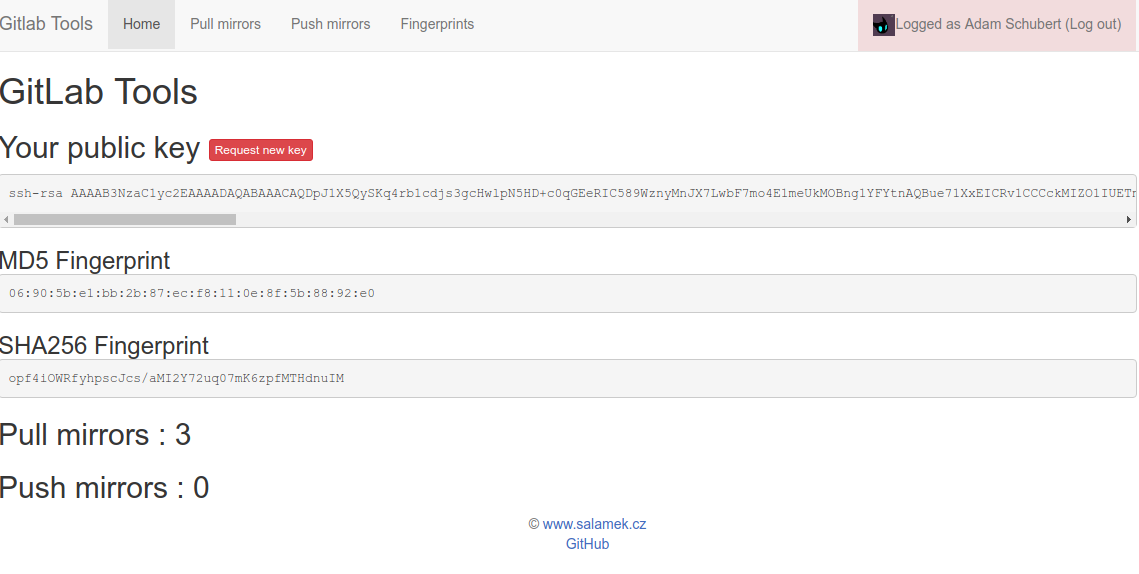 Gitlab Tools Home Pull mirrors Push mirrors Fingerprints Logged as Adam Schubert (Log out)
GitLab Tools
Your public key Request new key
ssh-rsa AAAAB3NzaC1yc2EAAAADAQABAAACAQDpJ1X5QySKq4rblcdjs3gcHwlpN5HD+c0qGEeRIC589WznyMnJX7LwbF7mo4ElmeUkMOBnglYFYtnAQBue71XxEICRvlCCCckMIZO1IUETn
MD5 Fingerprint
06:90:5b:e1:bb:2b:87:ec:f8:11:0e:8f:5b:88:92:e0
SHA256 Fingerprint
opf4iOWRfyhpscJcs/aMI2Y72uq07mK6zpfMTHdnuIM
Pull mirrors : 3
Push mirrors : 0
© www.salamek.cz
GitHub